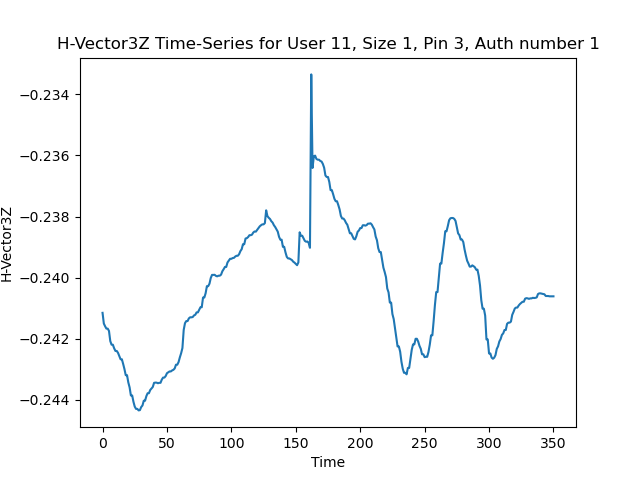 H-Vector3Z Time-Series for User 11, Size 1, Pin 3, Auth number 1
−0.234
−0.236
−0.238
−0.240
−0.242
−0.244
H-Vector3Z
0 50 100 150 200 250 300 350
Time